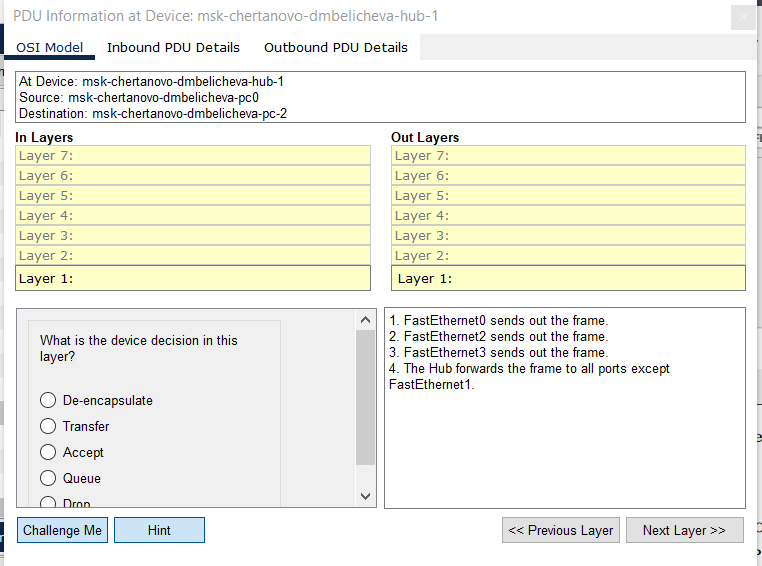 PDU Information at Device: msk-chertanovo-dmbelicheva-hub-1
OSI Model Inbound PDU Details Outbound PDU Details
At Device: msk-chertanovo-dmbelicheva-hub-1
Source: msk-chertanovo-dmbelicheva-pc0
Destination: msk-chertanovo-dmbelicheva-pc-2
In Layers
Layer 7:
Layer 6:
Layer 5:
Layer 4:
Layer 3:
Layer 2:
Layer 1:
Out Layers
Layer 7:
Layer 6:
Layer 5:
Layer 4:
Layer 3:
Layer 2:
Layer 1:
What is the device decision in this
layer?
De-encapsulate
Transfer
Accept
Queue
Drop
1. FastEthernet0 sends out the frame.
2. FastEthernet2 sends out the frame.
3. FastEthernet3 sends out the frame.
4. The Hub forwards the frame to all ports except
FastEthernet1.
Challenge Me Hint << Previous Layer Next Layer >>